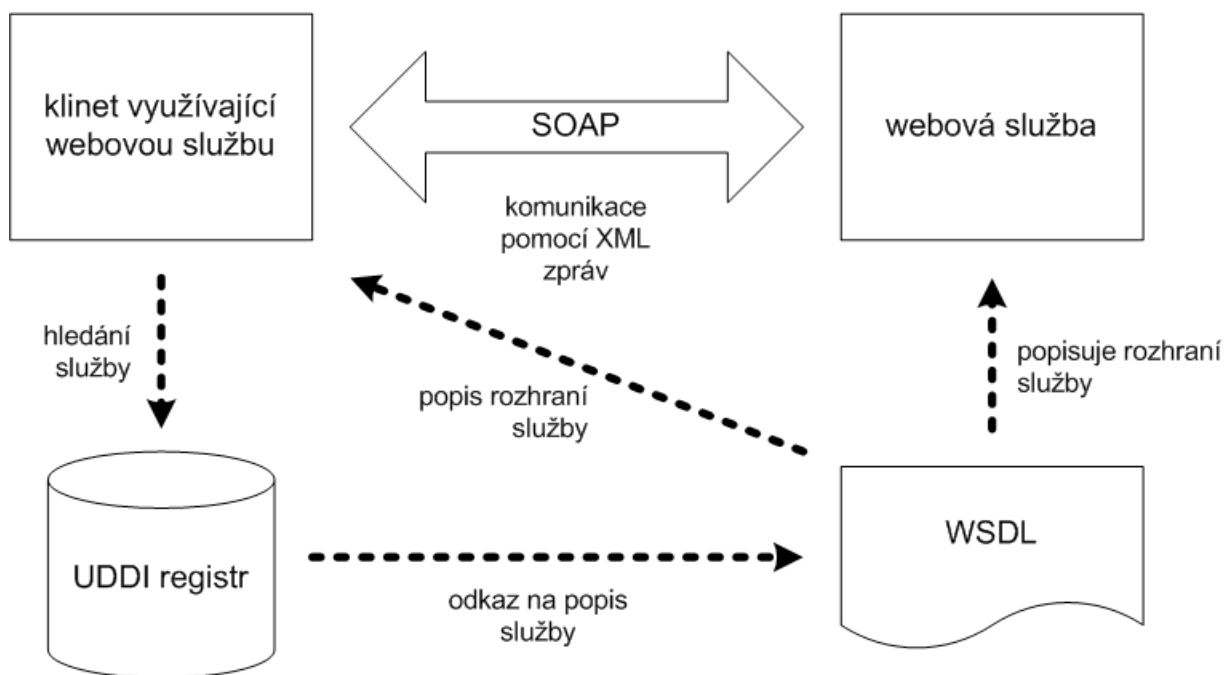 klinet využívající
webovou službu
SOAP
webová služba
komunikace
pomocí XML
zpráv
hledání
služby
popis rozhraní
služby
popisuje rozhraní
služby
UDDI registr
odkaz na popis
služby
WSDL